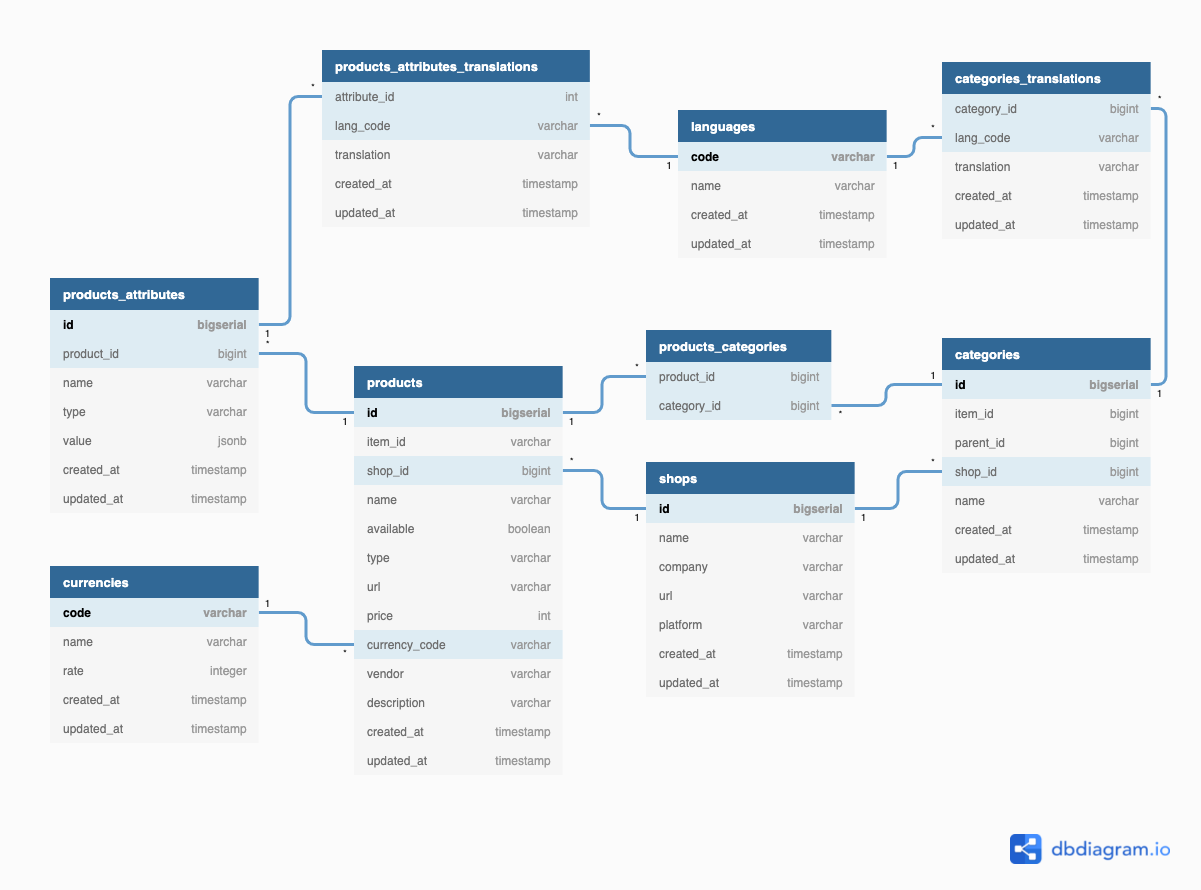 products_attributes_translations
attribute_id int
lang_code varchar
translation varchar
created_at timestamp
updated_at timestamp
*
*
1
languages
code varchar
name varchar
created_at timestamp
updated_at timestamp
1
*
categories_translations
category_id bigint
lang_code varchar
translation varchar
created_at timestamp
updated_at timestamp
*
products_attributes
id bigserial
product_id bigint
name varchar
type varchar
value jsonb
created_at timestamp
updated_at timestamp
1
*
1
products
id bigserial
item_id varchar
shop_id bigint
name varchar
available boolean
type varchar
url varchar
price int
currency_code varchar
vendor varchar
description varchar
created_at timestamp
updated_at timestamp
1
*
*
products_categories
product_id bigint
category_id bigint
*
1
categories
id bigserial
item_id bigint
parent_id bigint
shop_id bigint
name varchar
created_at timestamp
updated_at timestamp
1
*
1
shops
id bigserial
name varchar
company varchar
url varchar
platform varchar
created_at timestamp
updated_at timestamp
1
currencies
code varchar
name varchar
rate integer
created_at timestamp
updated_at timestamp
1
*
dbdiagram.io